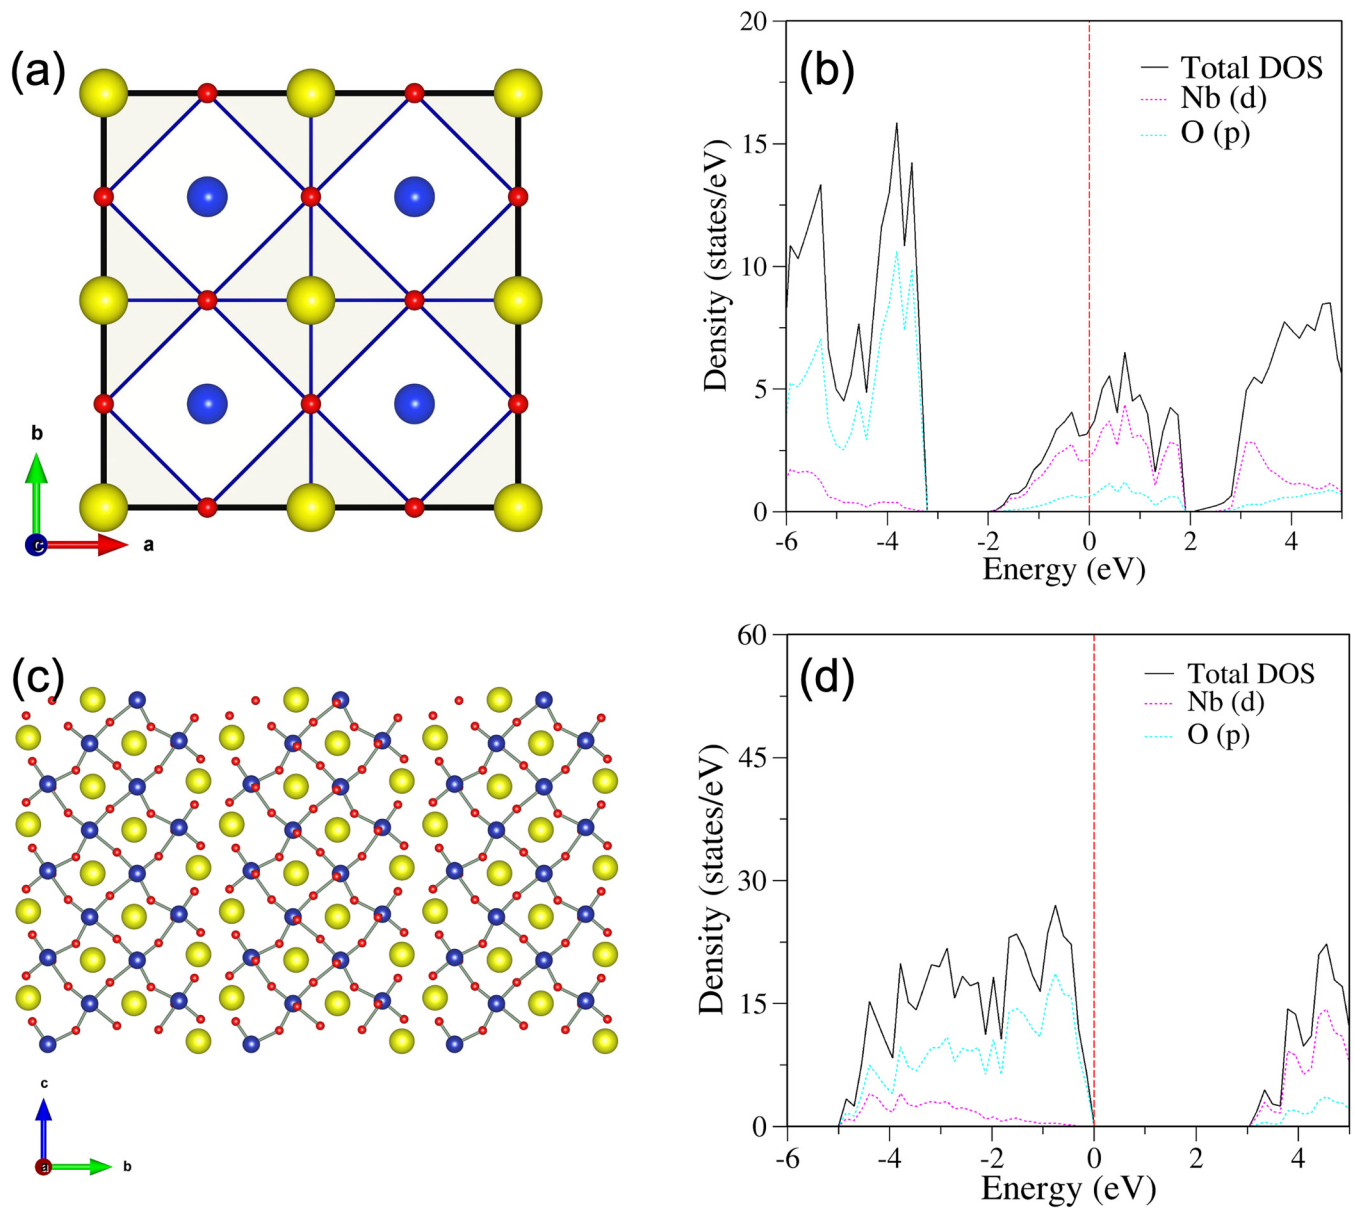 (a)
b
c
a
(b)
Total DOS
Nb (d)
O (p)
20
15
10
5
0
Density (states/eV)
-6
-4
-2
0
2
4
Energy (eV)
(c)
c
a
b
(d)
Total DOS
Nb (d)
O (p)
60
45
30
15
0
Density (states/eV)
-6
-4
-2
0
2
4
Energy (eV)